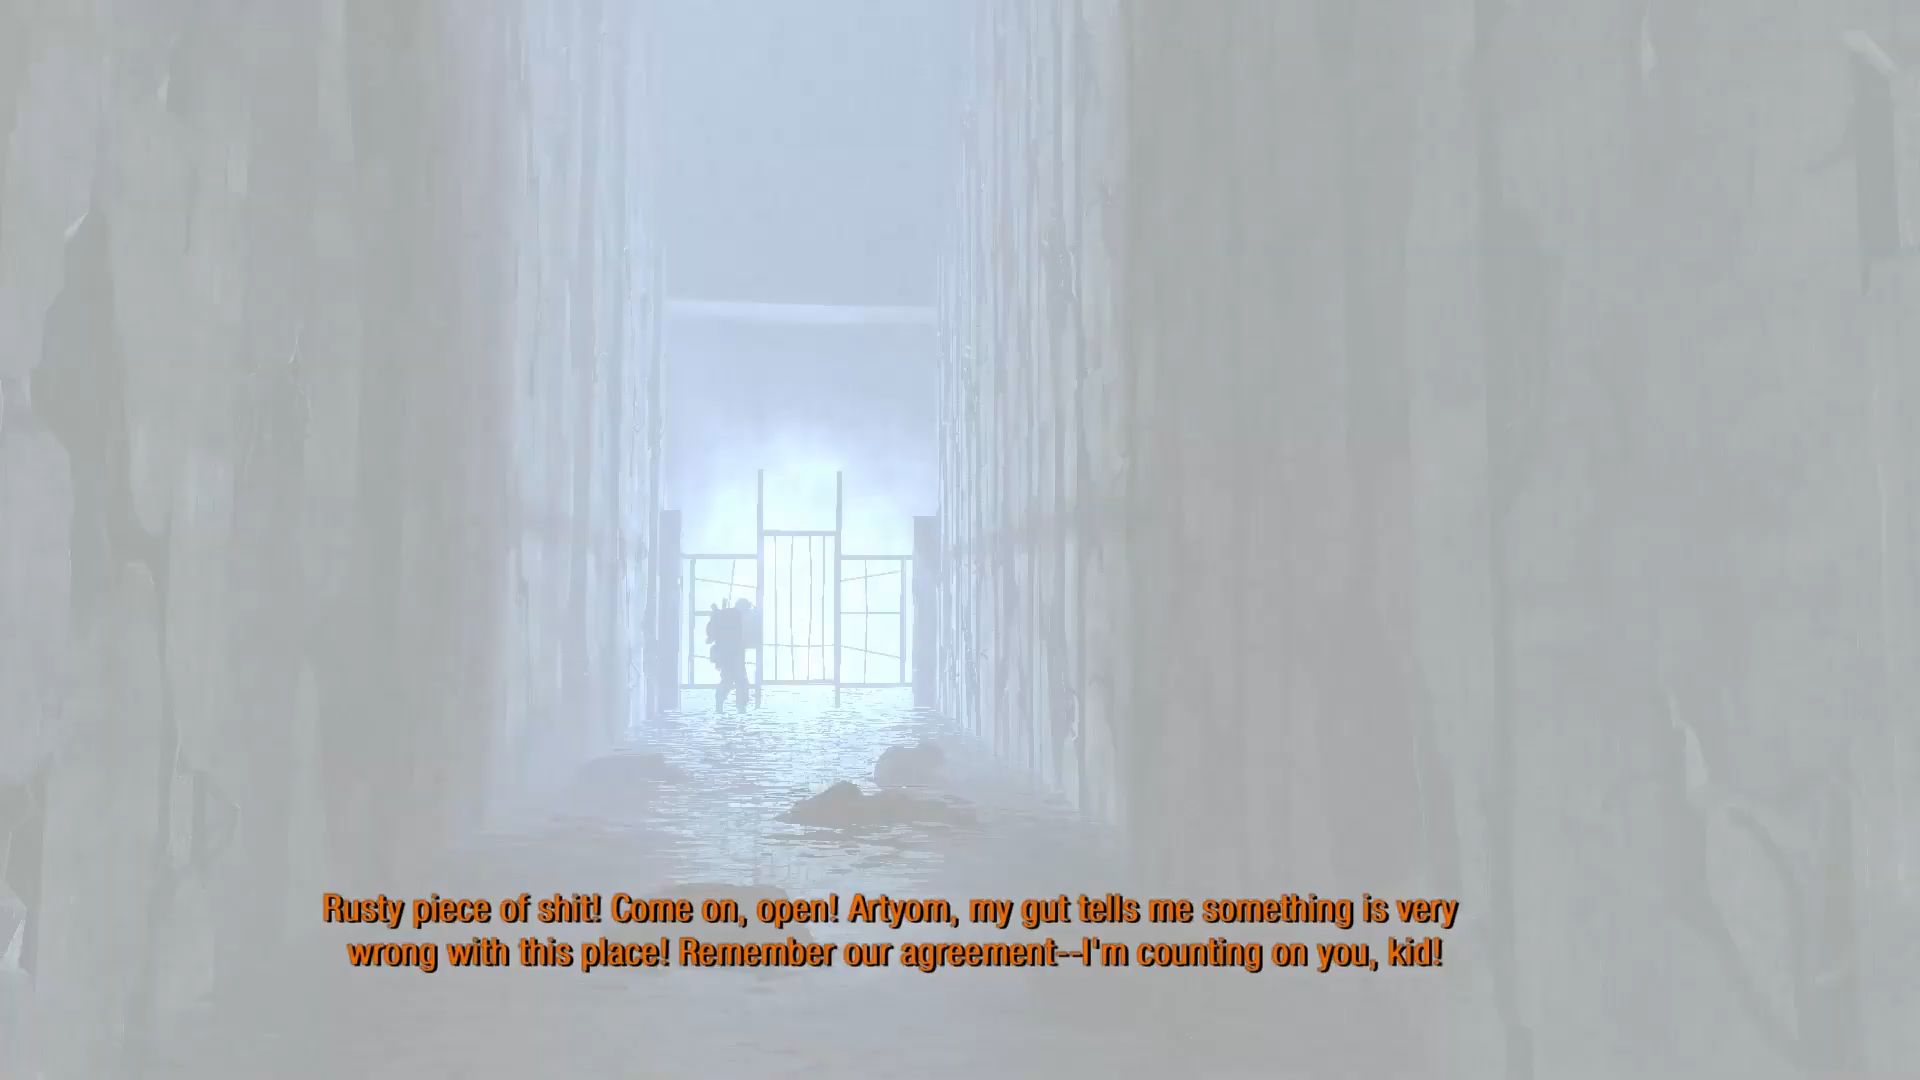 Rusty piece of shit! Come on, open! Artyom, my gut tells me something is very
wrong with this place! Remember our agreement--I'm counting on you, kid!